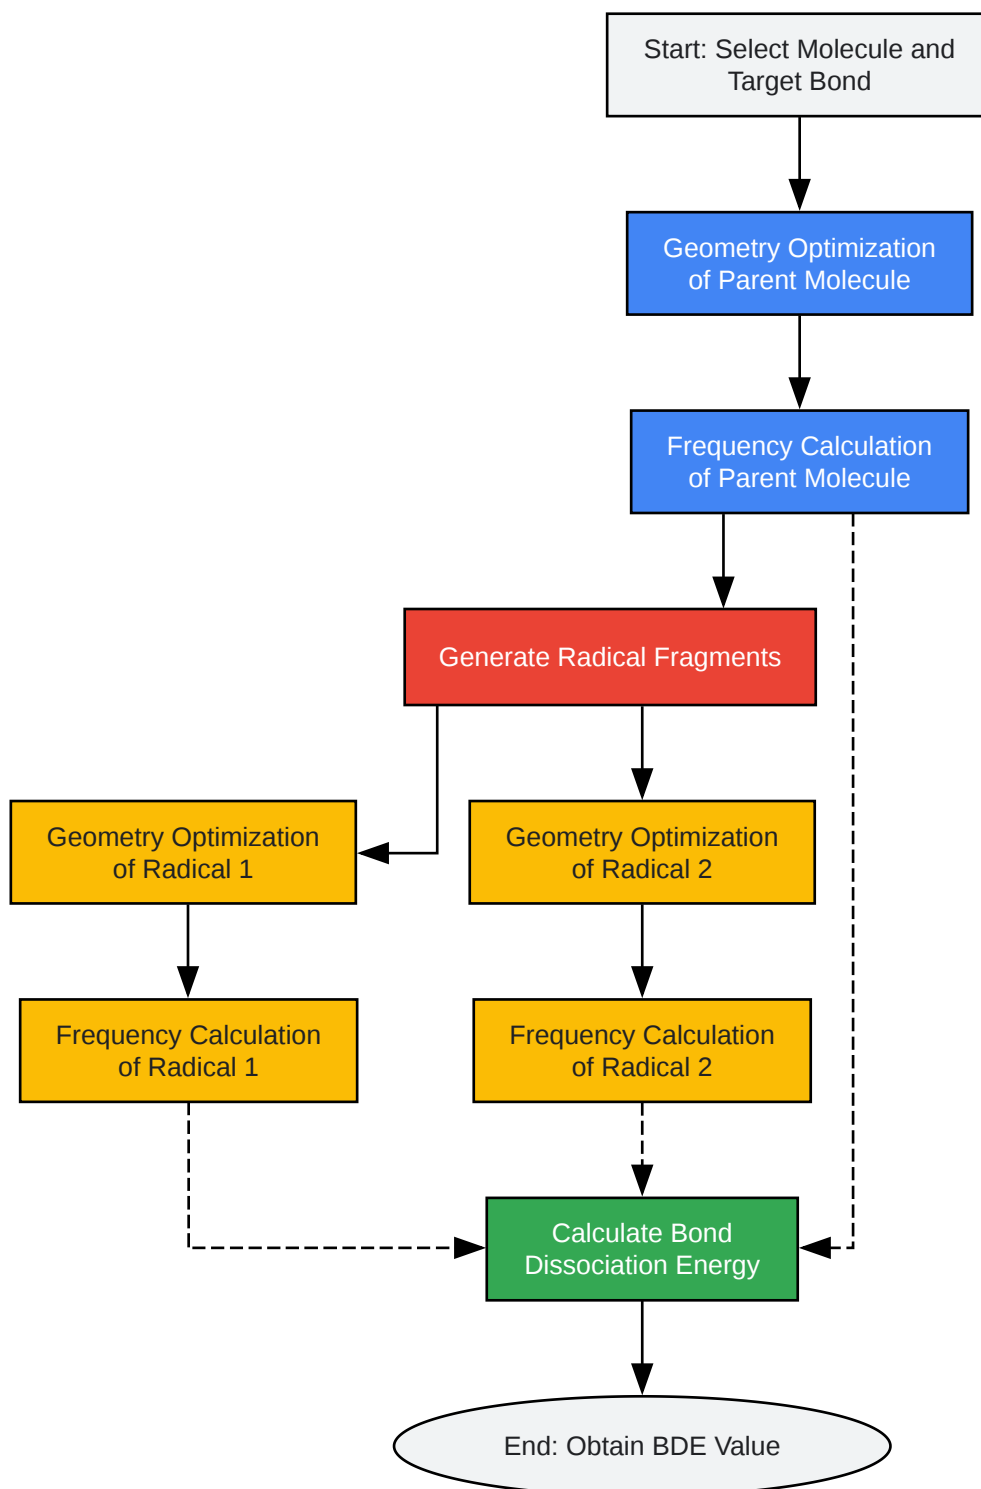 Start: Select Molecule and
Target Bond
Geometry Optimization
of Parent Molecule
Frequency Calculation
of Parent Molecule
Generate Radical Fragments
Geometry Optimization
of Radical 1
Geometry Optimization
of Radical 2
Frequency Calculation
of Radical 1
Frequency Calculation
of Radical 2
Calculate Bond
Dissociation Energy
End: Obtain BDE Value